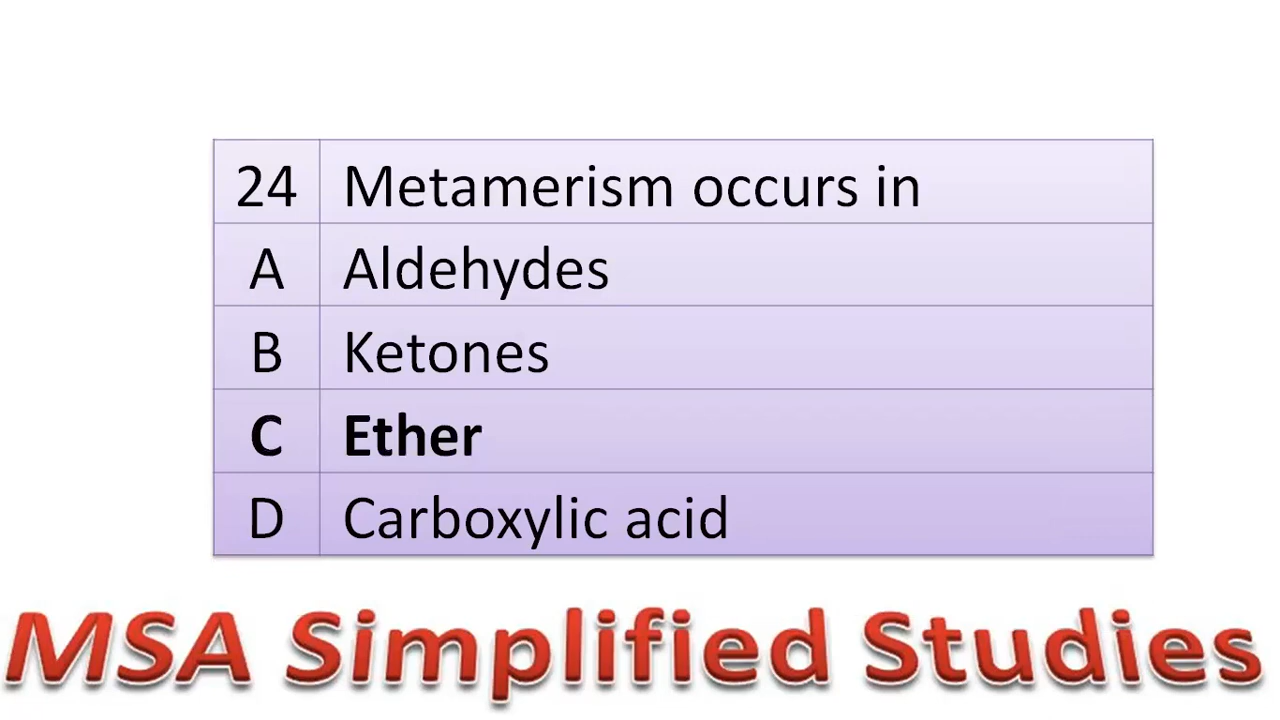 24 Metamerism occurs in
A Aldehydes
B Ketones
C Ether
D Carboxylic acid
MSA Simplified Studies